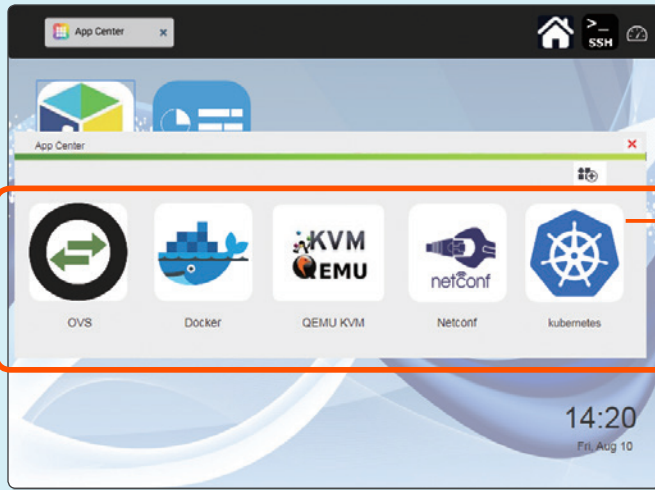 App Center x
>_
SSH
App Center
KVM
QEMU
netconf
OVS Docker QEMU KVM Netconf kubernetes
14:20
Fri, Aug 10